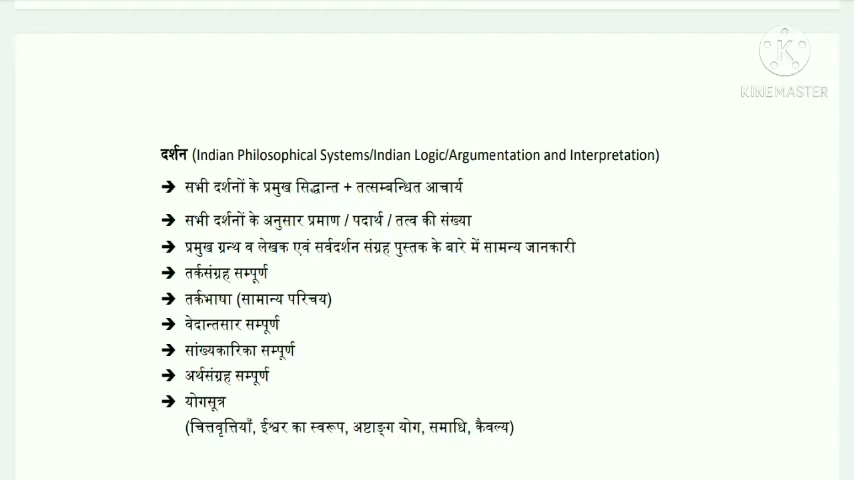 KINEMASTER
दर्शन (Indian Philosophical Systems/Indian Logic/Argumentation and Interpretation)
➔ सभी दर्शनों के प्रमुख सिद्धान्त + तत्सम्बन्धित आचार्य
➔ सभी दर्शनों के अनुसार प्रमाण / पदार्थ / तत्व की संख्या
➔ प्रमुख ग्रन्थ व लेखक एवं सर्वदर्शन संग्रह पुस्तक के बारे में सामन्य जानकारी
➔ तर्कसंग्रह सम्पूर्ण
➔ तर्कभाषा (सामान्य परिचय)
➔ वेदान्तसार सम्पूर्ण
➔ सांख्यकारिका सम्पूर्ण
➔ अर्थसंग्रह सम्पूर्ण
➔ योगसूत्र
(चित्तवृत्तियाँ, ईश्वर का स्वरूप, अष्टाङ्ग योग, समाधि, कैवल्य)